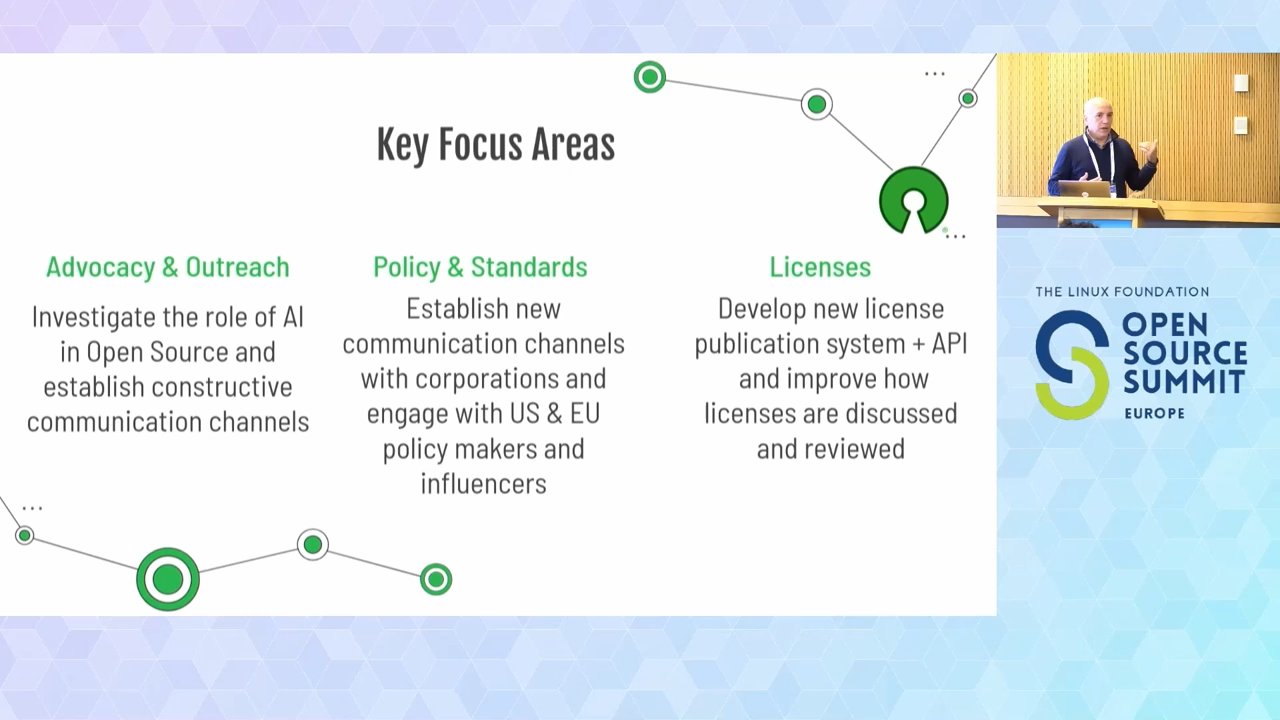 Key Focus Areas
Advocacy & Outreach
Investigate the role of AI
in Open Source and
establish constructive
communication channels
Policy & Standards
Establish new
communication channels
with corporations and
engage with US & EU
policy makers and
influencers
Licenses
Develop new license
publication system + API
and improve how
licenses are discussed
and reviewed
THE LINUX FOUNDATION
OPEN
SOURCE
SUMMIT
EUROPE